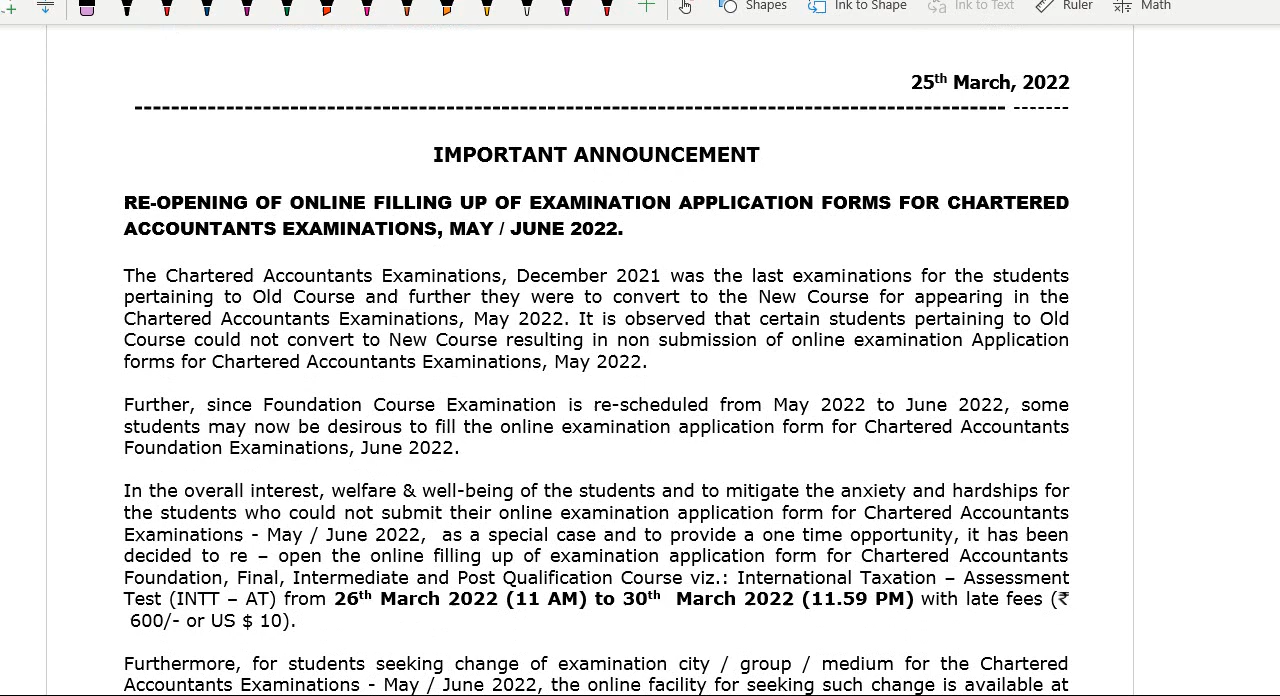 Shapes Ink to Shape Ink to Text Ruler Math
25th March, 2022
------------------------------------------------------------------------------------------- -------
IMPORTANT ANNOUNCEMENT
RE-OPENING OF ONLINE FILLING UP OF EXAMINATION APPLICATION FORMS FOR CHARTERED
ACCOUNTANTS EXAMINATIONS, MAY / JUNE 2022.
The Chartered Accountants Examinations, December 2021 was the last examinations for the students
pertaining to Old Course and further they were to convert to the New Course for appearing in the
Chartered Accountants Examinations, May 2022. It is observed that certain students pertaining to Old
Course could not convert to New Course resulting in non submission of online examination Application
forms for Chartered Accountants Examinations, May 2022.
Further, since Foundation Course Examination is re-scheduled from May 2022 to June 2022, some
students may now be desirous to fill the online examination application form for Chartered Accountants
Foundation Examinations, June 2022.
In the overall interest, welfare & well-being of the students and to mitigate the anxiety and hardships for
the students who could not submit their online examination application form for Chartered Accountants
Examinations - May / June 2022, as a special case and to provide a one time opportunity, it has been
decided to re – open the online filling up of examination application form for Chartered Accountants
Foundation, Final, Intermediate and Post Qualification Course viz.: International Taxation – Assessment
Test (INTT – AT) from 26th March 2022 (11 AM) to 30th March 2022 (11.59 PM) with late fees (₹
600/- or US $ 10).
Furthermore, for students seeking change of examination city / group / medium for the Chartered
Accountants Examinations - May / June 2022, the online facility for seeking such change is available at